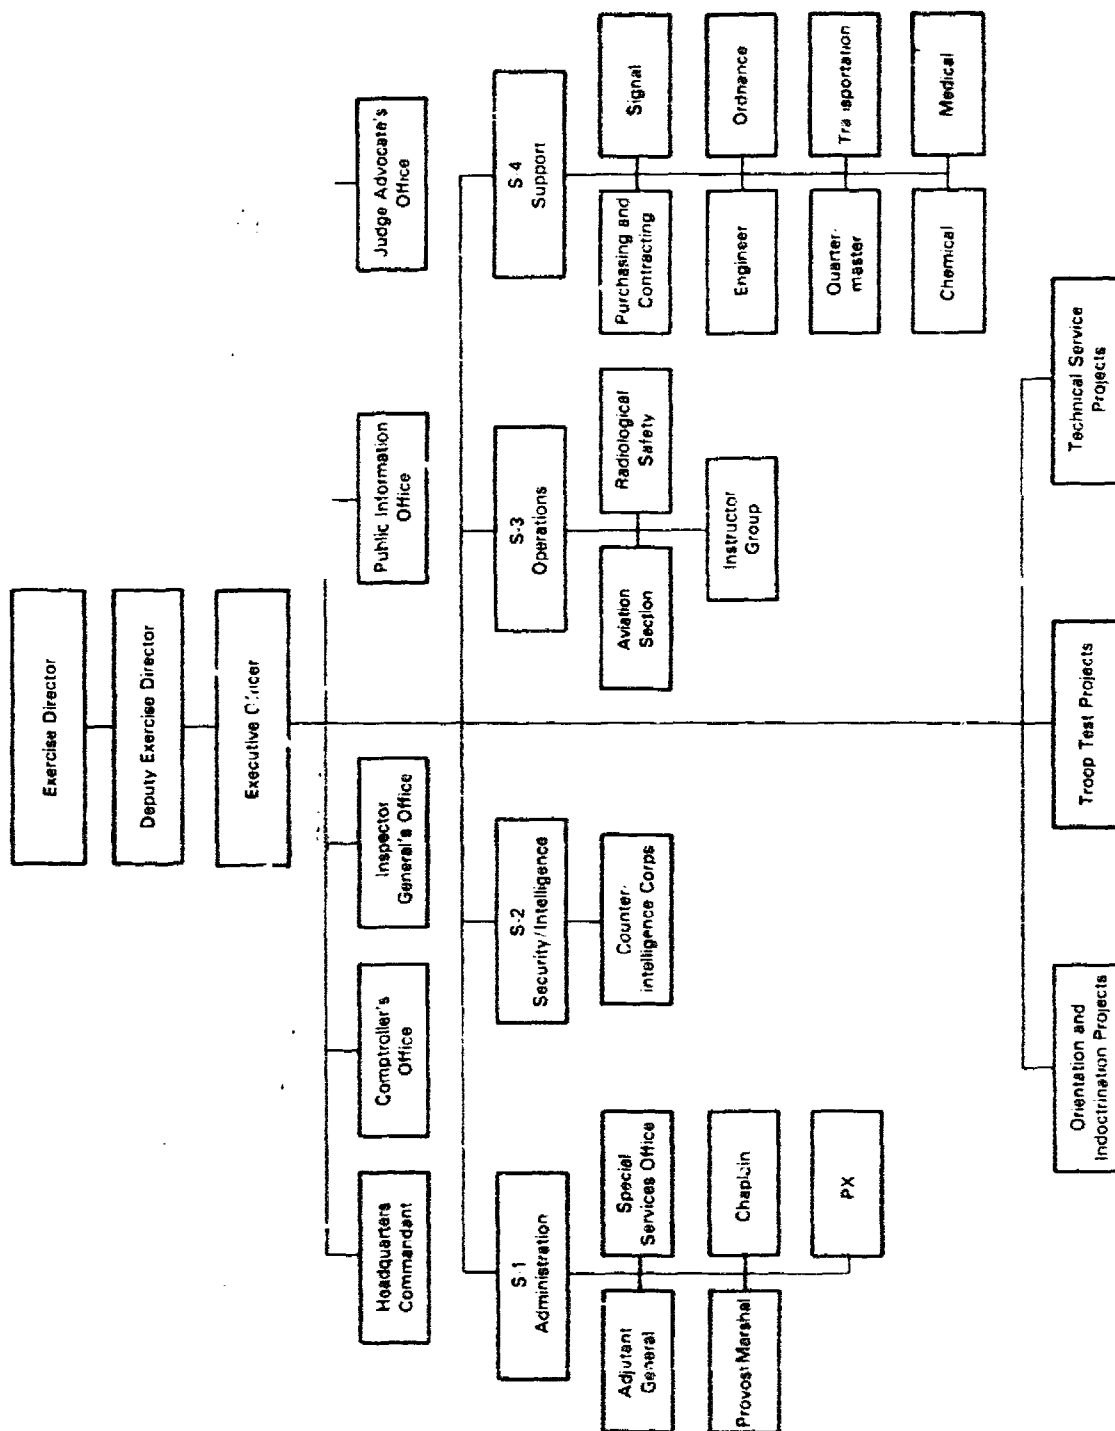 Exercise Director
Deputy Exercise Director
Executive Officer
Headquarters
Commandant
Comptroller's
Office
Inspector
General's Office
Public Information
Office
Judge Advocate's
Office
S-1
Administration
S-2
Security/Intelligence
S-3
Operations
S-4
Support
Adjutant
General
Special
Services Office
Provost Marshal
Chaplain
PX
Counter-
intelligence Corps
Aviation
Section
Radiological
Safety
Instructor
Group
Purchasing and
Contracting
Signal
Engineer
Ordnance
Quarter-
master
Transportation
Chemical
Medical
Orientation and
Indoctrination Projects
Troop Test Projects
Technical Service
Projects